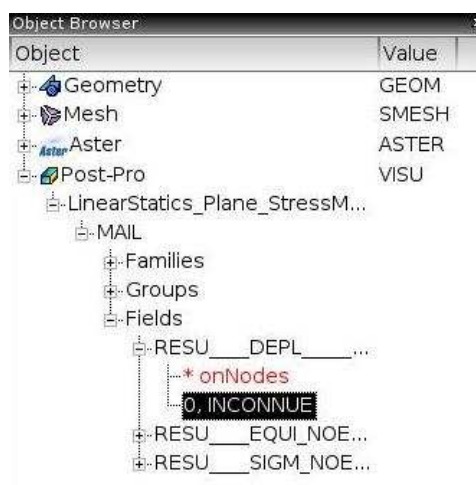 Object Browser
Object Value
Geometry GEOM
Mesh SMESH
Aster Aster ASTER
Post-Pro VISU
LinearStatics_Plane_StressM...
MAIL
Families
Groups
Fields
RESU____DEPL_____...
* onNodes
0, INCONNUE
RESU____EQUI_NOE...
RESU____SIGM_NOE...